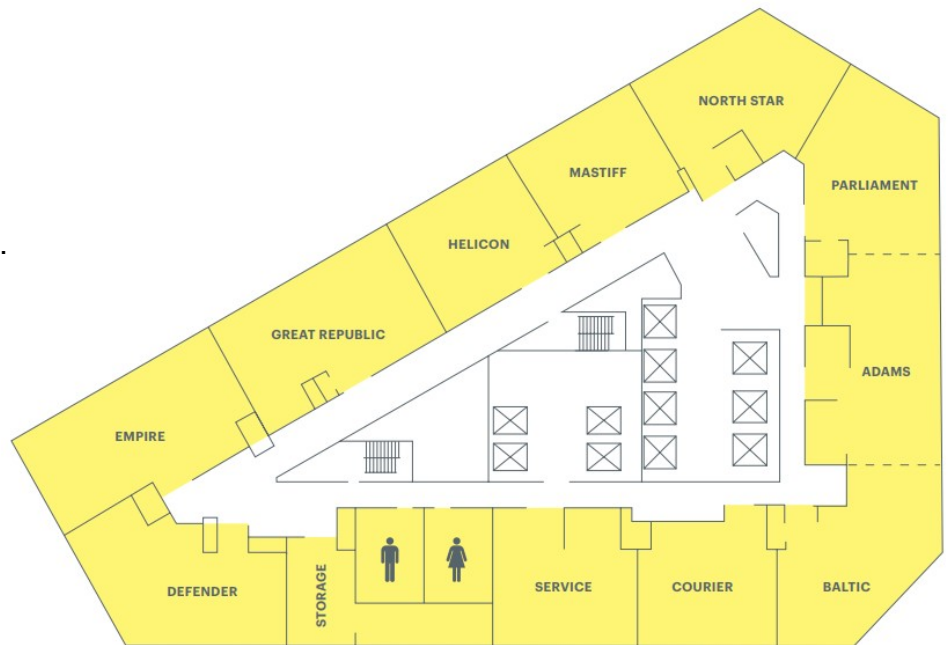 NORTH STAR
MASTIFF
PARLIAMENT
HELICON
GREAT REPUBLIC
ADAMS
EMPIRE
DEFENDER
STORAGE
SERVICE
COURIER
BALTIC